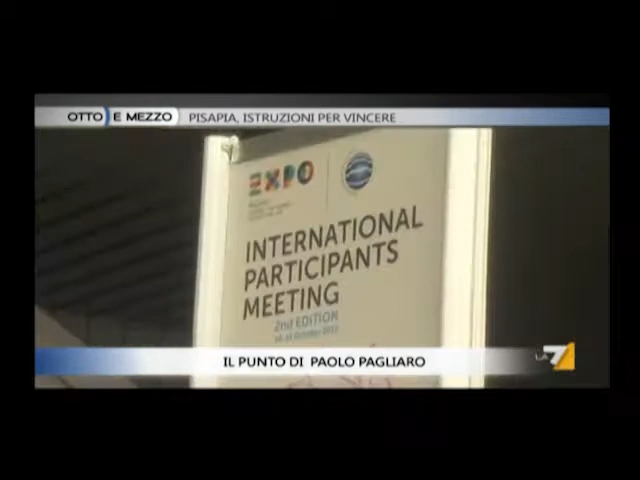 OTTO E MEZZO PISAPIA, ISTRUZIONI PER VINCERE
EXPO
INTERNATIONAL
PARTICIPANTS
MEETING
2nd EDITION
IL PUNTO DI PAOLO PAGLIARO
LA7